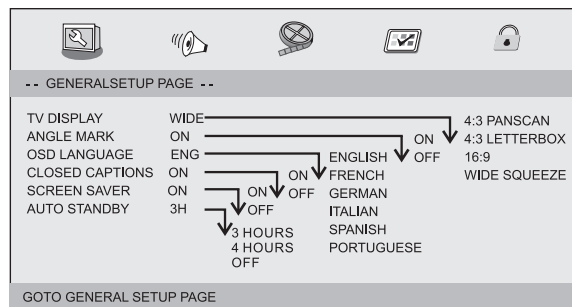 -- GENERALSETUP PAGE --
TV DISPLAY WIDE 4:3 PANSCAN
ANGLE MARK ON ON 4:3 LETTERBOX
OSD LANGUAGE ENG ENGLISH OFF 16:9
CLOSED CAPTIONS ON ON FRENCH WIDE SQUEEZE
SCREEN SAVER ON ON OFF GERMAN
AUTO STANDBY 3H OFF ITALIAN
3 HOURS SPANISH
4 HOURS PORTUGUESE
OFF
GOTO GENERAL SETUP PAGE